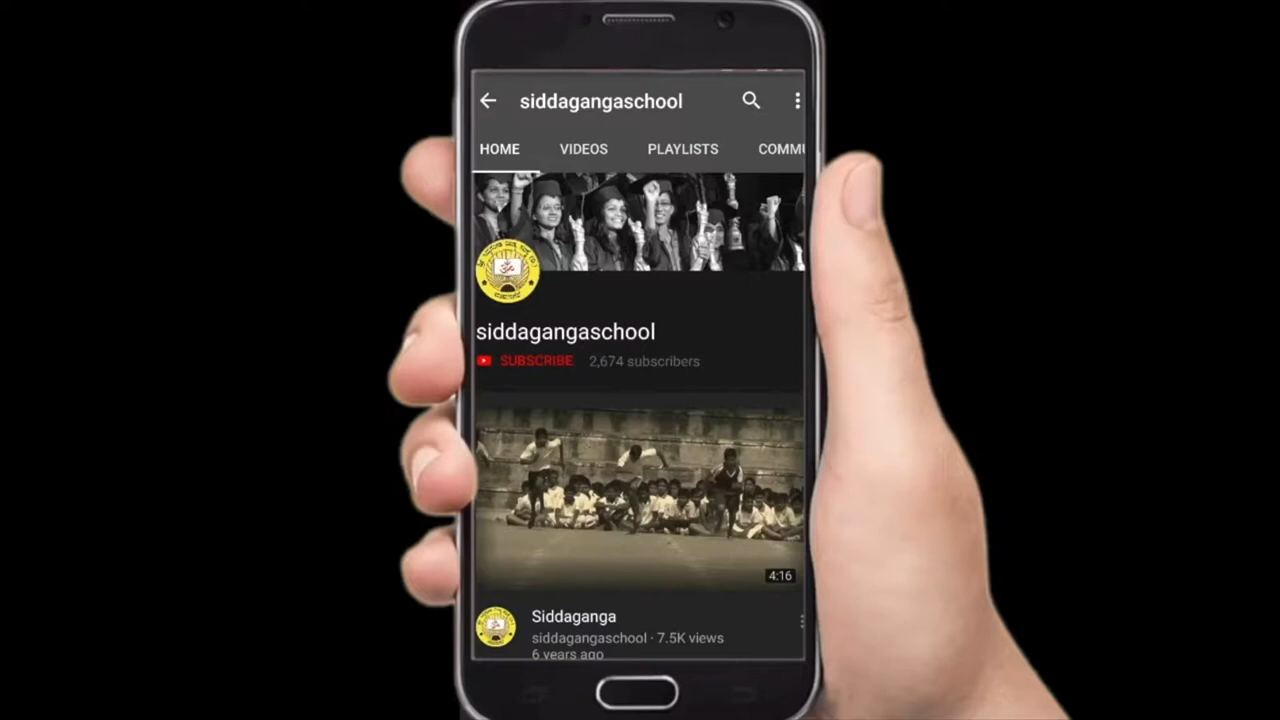 siddagangaschool
HOME VIDEOS PLAYLISTS COMMU
siddagangaschool
SUBSCRIBE 2,674 subscribers
4:16
Siddaganga
siddagangaschool · 7.5K views
6 years ago